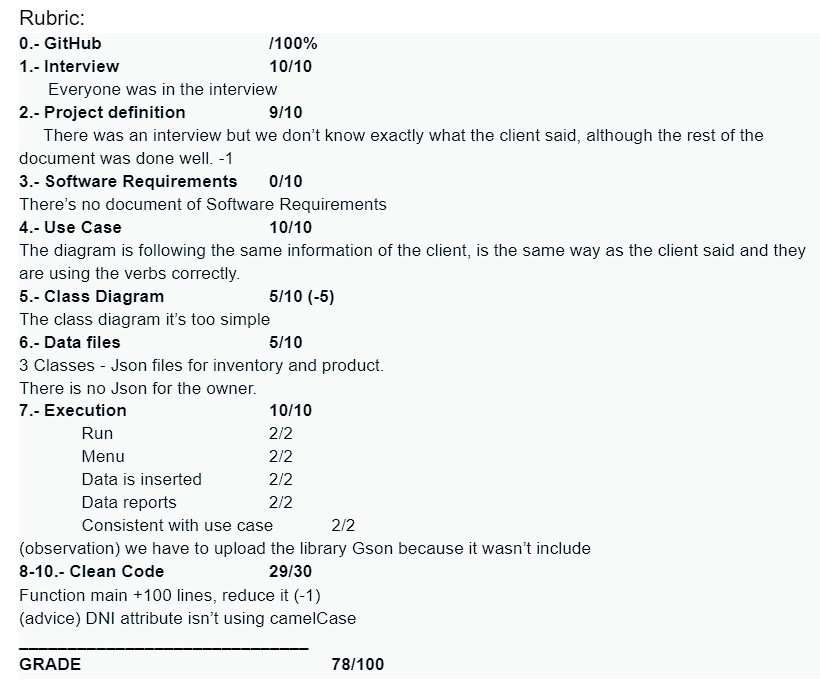 Rubric:
0.- GitHub /100%
1.- Interview 10/10
Everyone was in the interview
2.- Project definition 9/10
There was an interview but we don't know exactly what the client said, although the rest of the
document was done well. -1
3.- Software Requirements 0/10
There's no document of Software Requirements
4.- Use Case 10/10
The diagram is following the same information of the client, is the same way as the client said and they
are using the verbs correctly.
5.- Class Diagram 5/10 (-5)
The class diagram it's too simple
6.- Data files 5/10
3 Classes - Json files for inventory and product.
There is no Json for the owner.
7.- Execution 10/10
Run 2/2
Menu 2/2
Data is inserted 2/2
Data reports 2/2
Consistent with use case 2/2
(observation) we have to upload the library Gson because it wasn't include
8-10.- Clean Code 29/30
Function main +100 lines, reduce it (-1)
(advice) DNI attribute isn't using camelCase
GRADE 78/100